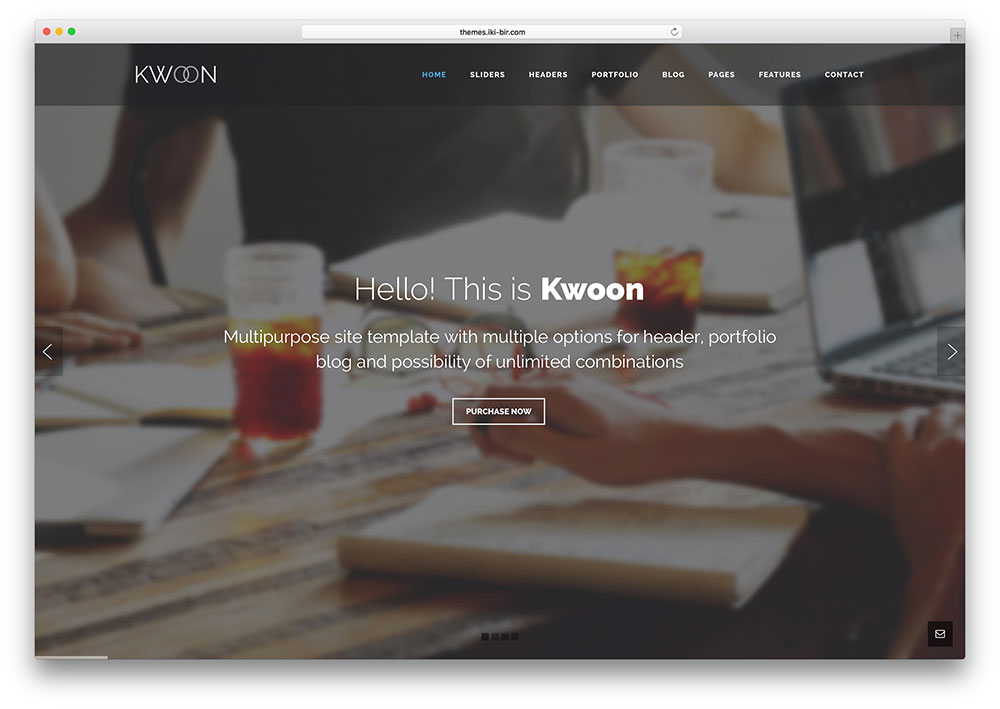 themes.iki-bir.com
KWOON
HOME SLIDERS HEADERS PORTFOLIO BLOG PAGES FEATURES CONTACT
Hello! This is Kwoon
Multipurpose site template with multiple options for header, portfolio
blog and possibility of unlimited combinations
PURCHASE NOW